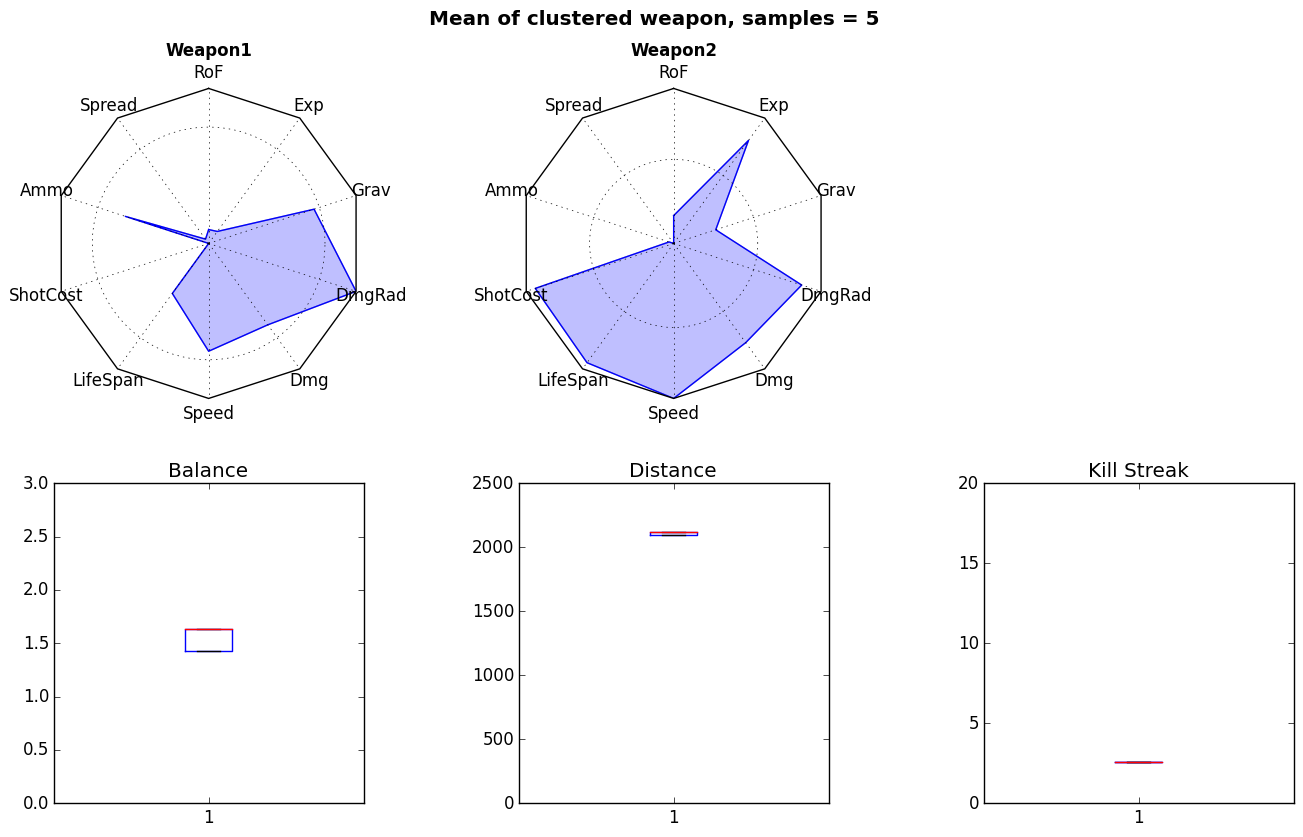 Mean of clustered weapon, samples = 5
Weapon1
RoF
Exp
Grav
DmgRad
Dmg
Speed
LifeSpan
ShotCost
Ammo
Spread
Weapon2
RoF
Exp
Grav
DmgRad
Dmg
Speed
LifeSpan
ShotCost
Ammo
Spread
Balance
3.0
2.5
2.0
1.5
1.0
0.5
0.0
1
Distance
2500
2000
1500
1000
500
0
1
Kill Streak
20
15
10
5
0
1